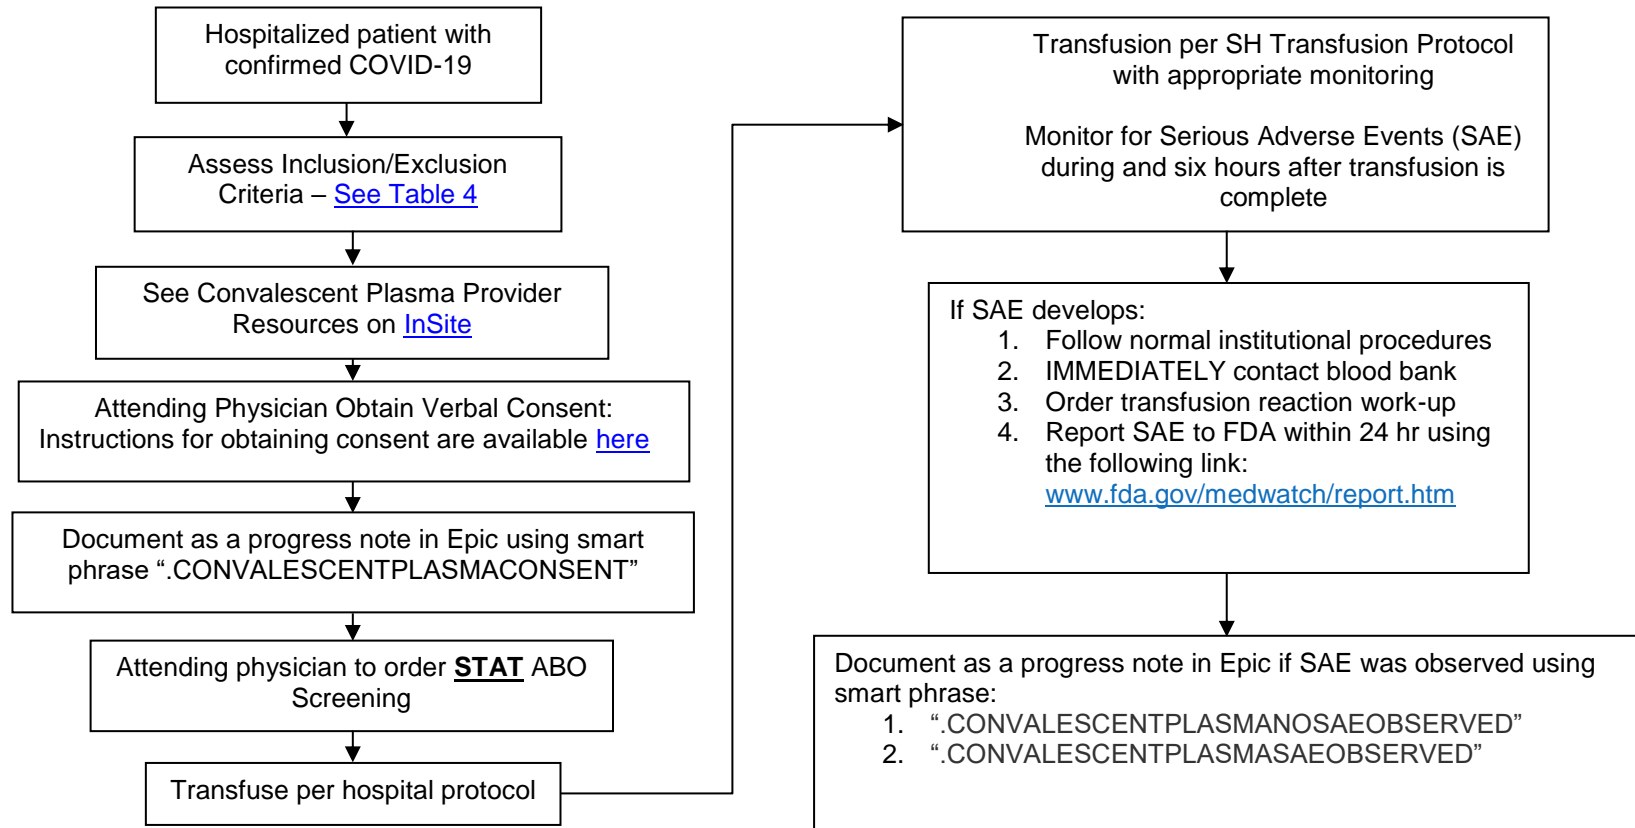 Hospitalized patient with
confirmed COVID-19
Assess Inclusion/Exclusion
Criteria – See Table 4
See Convalescent Plasma Provider
Resources on InSite
Attending Physician Obtain Verbal Consent:
Instructions for obtaining consent are available here
Document as a progress note in Epic using smart
phrase “.CONVALESCENTPLASMACONSENT”
Attending physician to order STAT ABO
Screening
Transfuse per hospital protocol
Transfusion per SH Transfusion Protocol
with appropriate monitoring
Monitor for Serious Adverse Events (SAE)
during and six hours after transfusion is
complete
If SAE develops:
1. Follow normal institutional procedures
2. IMMEDIATELY contact blood bank
3. Order transfusion reaction work-up
4. Report SAE to FDA within 24 hr using
the following link:
www.fda.gov/medwatch/report.htm
Document as a progress note in Epic if SAE was observed using
smart phrase:
1. “.CONVALESCENTPLASMANOSAEOBSERVED”
2. “.CONVALESCENTPLASMASAEOBSERVED”